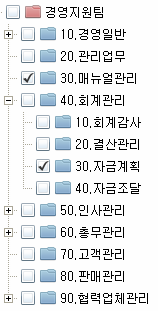 경영지원팀
10.경영일반
20.관리업무
30.매뉴얼관리
40.회계관리
10.회계감사
20.결산관리
30.자금계획
40.자금조달
50.인사관리
60.총무관리
70.고객관리
80.판매관리
90.협력업체관리